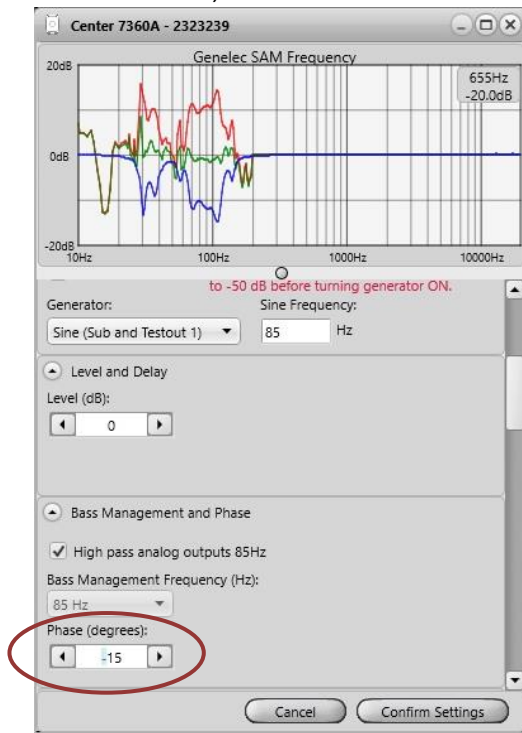 Center 7360A - 2323239
Genelec SAM Frequency
20dB
655Hz
-20.0dB
0dB
-20dB
10Hz 100Hz 1000Hz 10000Hz
to -50 dB before turning generator ON.
Generator: Sine Frequency:
Sine (Sub and Testout 1) 85 Hz
Level and Delay
Level (dB):
0
Bass Management and Phase
High pass analog outputs 85Hz
Bass Management Frequency (Hz):
85 Hz
Phase (degrees):
-15
Cancel Confirm Settings